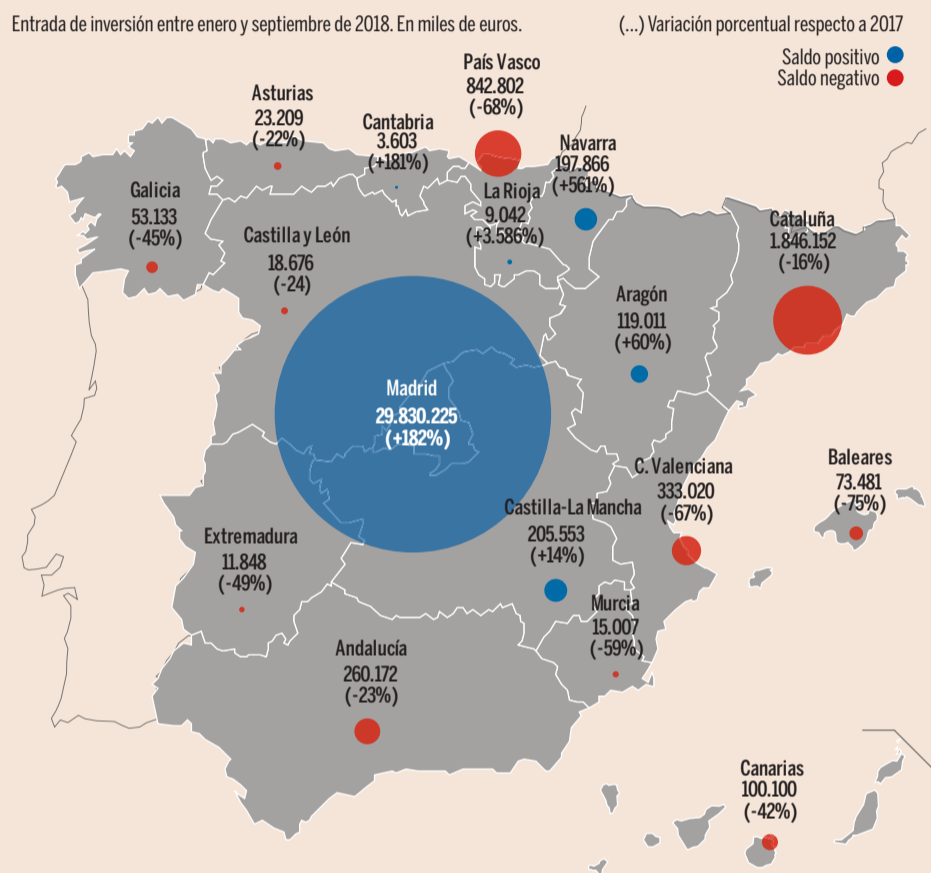 Entrada de inversión entre enero y septiembre de 2018. En miles de euros.
(...) Variación porcentual respecto a 2017
Saldo positivo
Saldo negativo
País Vasco
842.802
(-68%)
Asturias
23.209
(-22%)
Cantabria
3.603
(+181%)
Navarra
197.866
(+561%)
Galicia
53.133
(-45%)
La Rioja
9.042
(+3.586%)
Cataluña
1.846.152
(-16%)
Castilla y León
18.676
(-24)
Aragón
119.011
(+60%)
Madrid
29.830.225
(+182%)
C. Valenciana
333.020
(-67%)
Baleares
73.481
(-75%)
Castilla-La Mancha
205.553
(+14%)
Extremadura
11.848
(-49%)
Murcia
15.007
(-59%)
Andalucía
260.172
(-23%)
Canarias
100.100
(-42%)